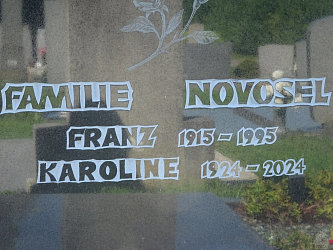 FAMILIE NOVOSEL
FRANZ 1915 - 1995
KAROLINE 1924 - 2024